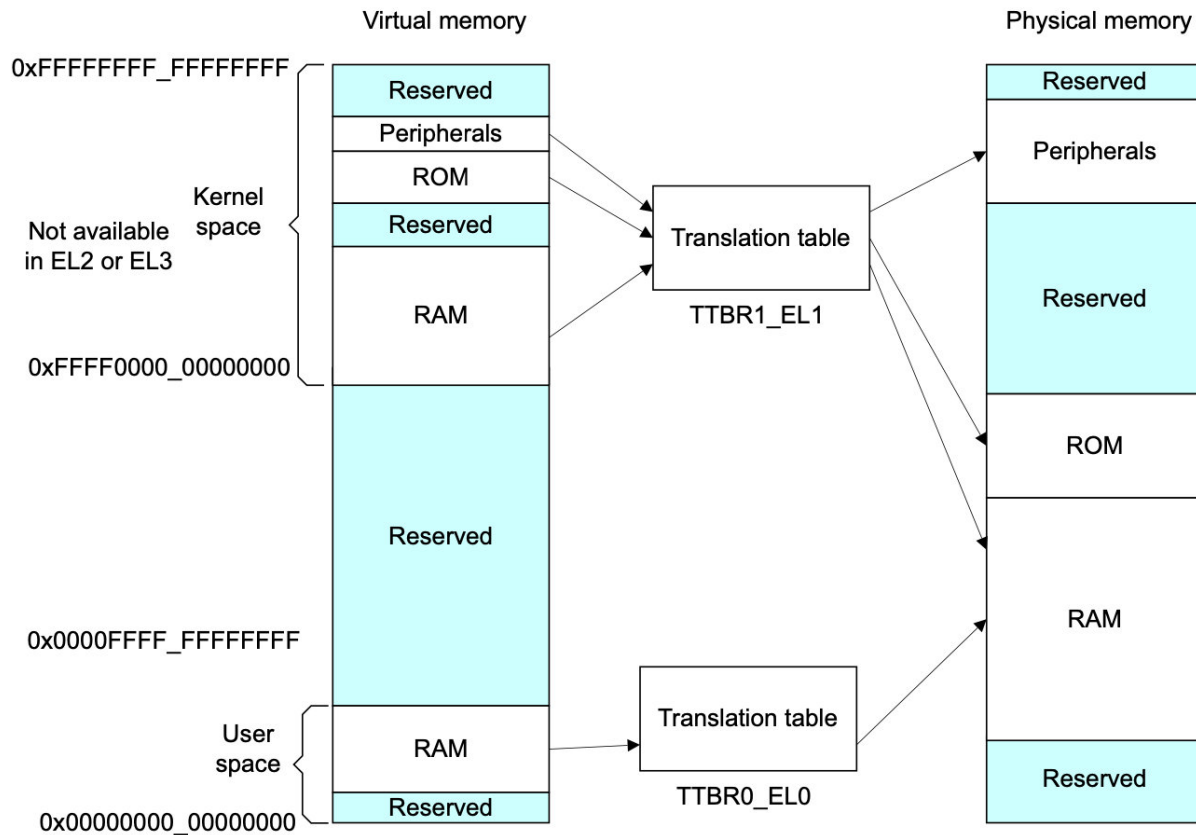 Virtual memory
Physical memory
0xFFFFFFFF_FFFFFFFF
Reserved
Peripherals
ROM
Reserved
RAM
Kernel
space
Not available
in EL2 or EL3
0xFFFF0000_00000000
Reserved
0x0000FFFF_FFFFFFFF
User
space
RAM
Reserved
0x00000000_00000000
Translation table
TTBR1_EL1
Translation table
TTBR0_EL0
Reserved
Peripherals
Reserved
ROM
RAM
Reserved